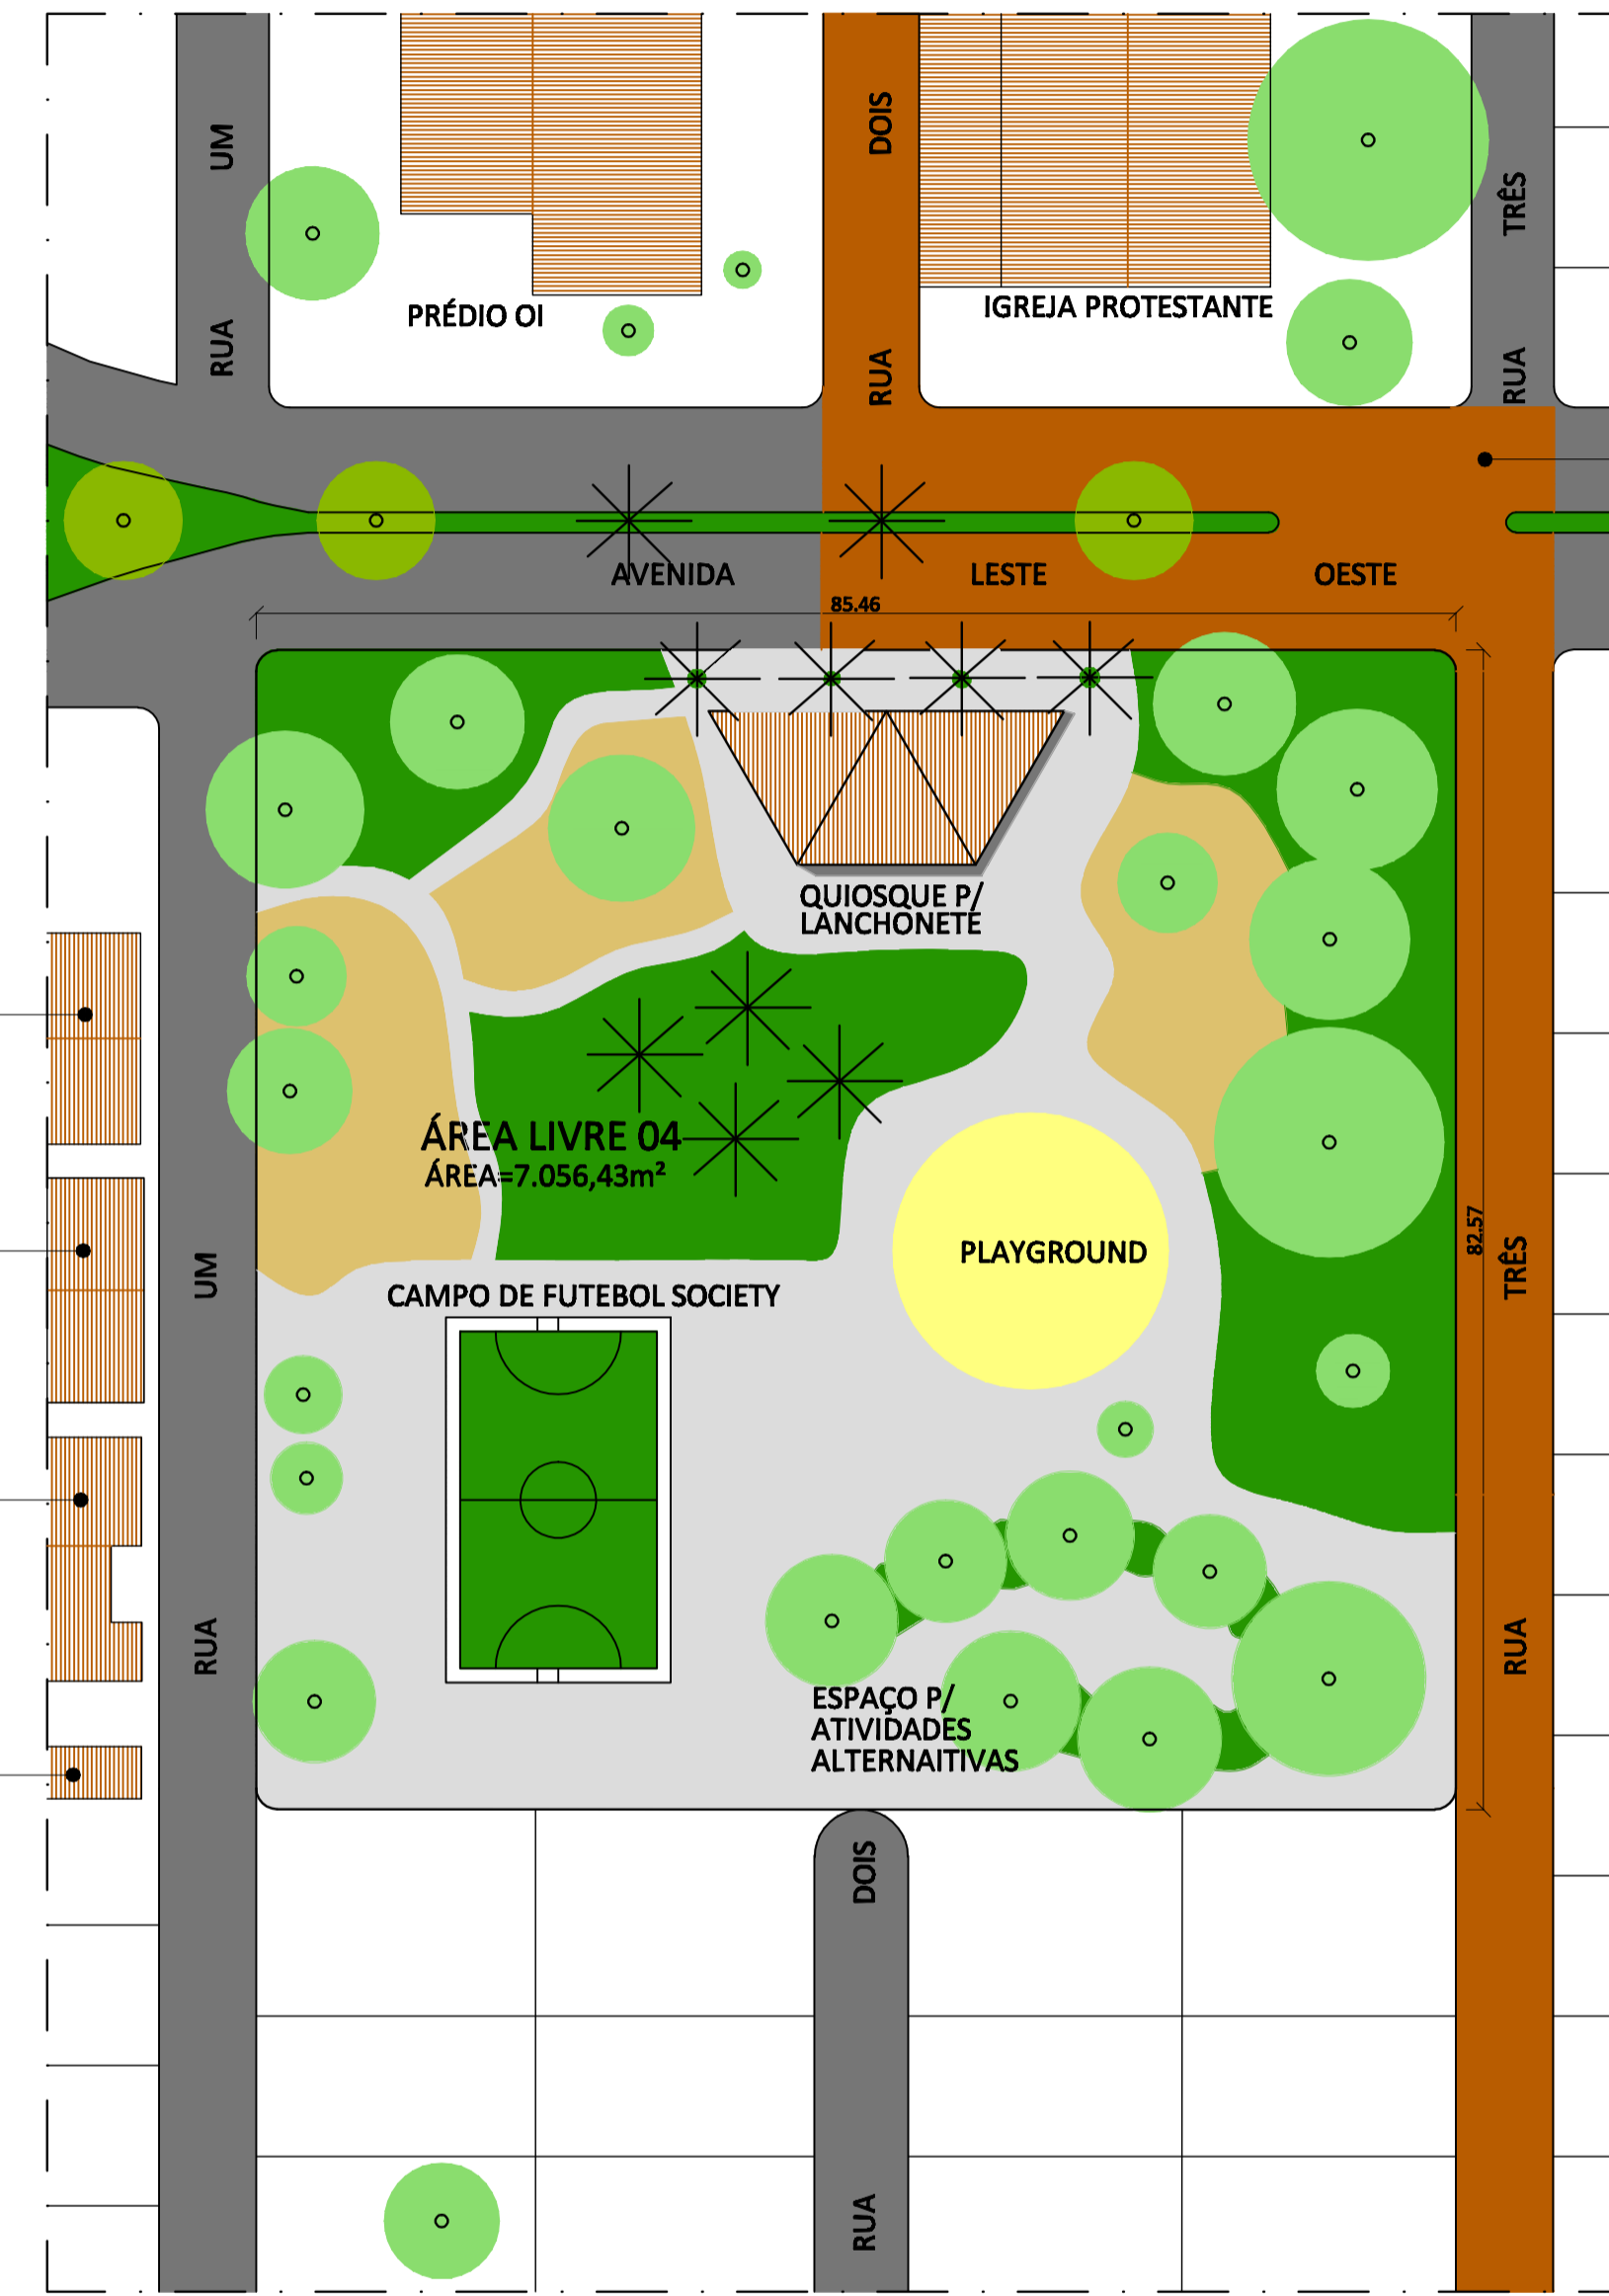 UM
RUA
DOIS
RUA
TRÊS
RUA
PRÉDIO OI
IGREJA PROTESTANTE
AVENIDA LESTE OESTE
85.46
QUIOSQUE P/
LANCHONETE
ÁREA LIVRE 04
ÁREA=7.056,43m²
PLAYGROUND
82.57
UM
RUA
TRÊS
RUA
CAMPO DE FUTEBOL SOCIETY
ESPAÇO P/
ATIVIDADES
ALTERNAITIVAS
DOIS
RUA